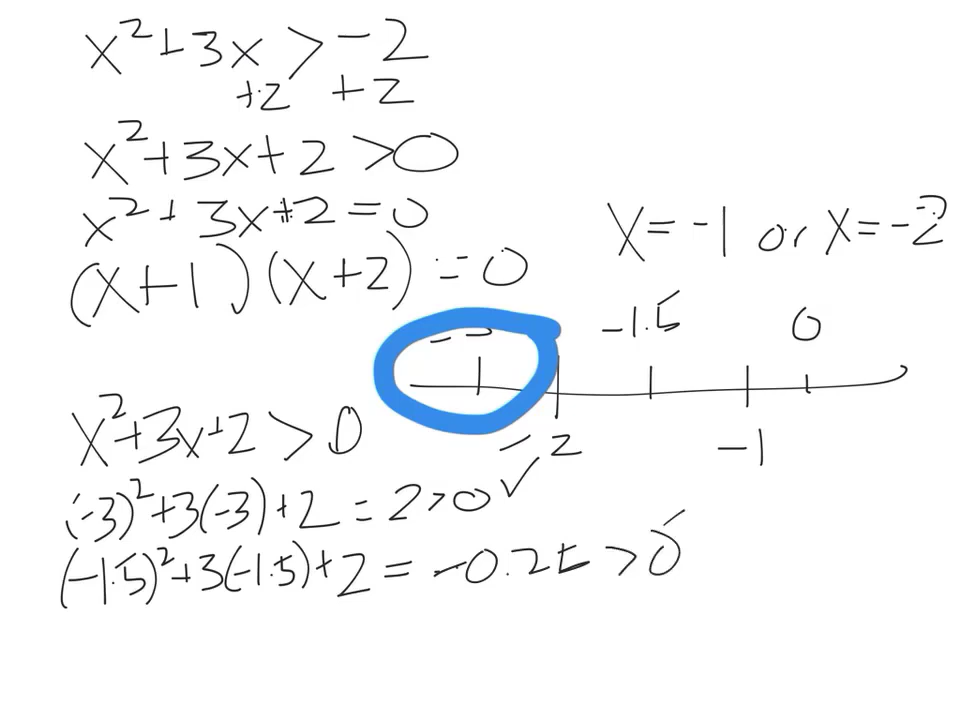 x²+3x > -2
+2 +2
x²+3x+2 >0
x²+3x+2=0
(x+1)(x+2)=0
x=-1 or x=-2
-1.5 0
-2 -1
x²+3x+2>0
(-3)²+3(-3)+2=2>0✓
(-1.5)²+3(-1.5)+2=-0.25>0